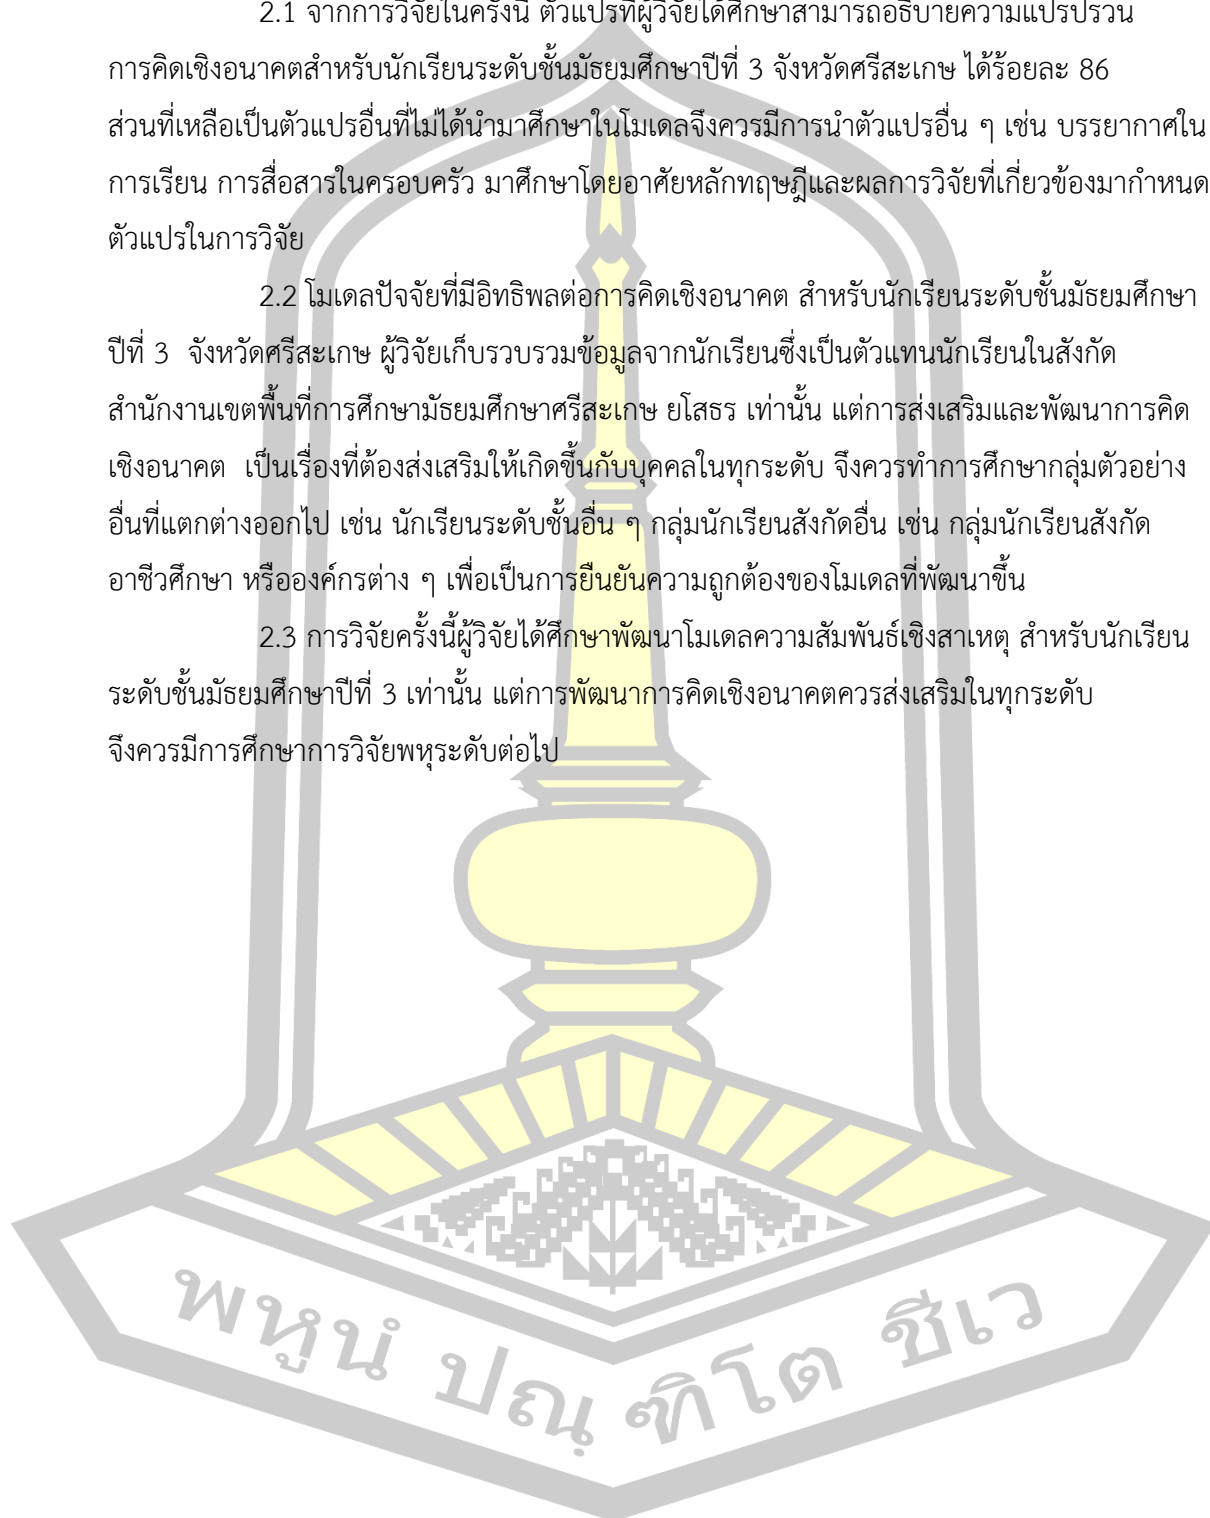 2.1 จากการวิจัยในครั้งนี้ ตัวแปรที่ผู้วิจัยได้ศึกษาสามารถอธิบายความแปรปรวน
การคิดเชิงอนาคตสำหรับนักเรียนระดับชั้นมัธยมศึกษาปีที่ 3 จังหวัดศรีสะเกษ ได้ร้อยละ 86
ส่วนที่เหลือเป็นตัวแปรอื่นที่ไม่ได้นำมาศึกษาในโมเดลจึงควรมีการนำตัวแปรอื่น ๆ เช่น บรรยากาศใน
การเรียน การสื่อสารในครอบครัว มาศึกษาโดยอาศัยหลักทฤษฎีและผลการวิจัยที่เกี่ยวข้องมากำหนด
ตัวแปรในการวิจัย
2.2 โมเดลปัจจัยที่มีอิทธิพลต่อการคิดเชิงอนาคต สำหรับนักเรียนระดับชั้นมัธยมศึกษา
ปีที่ 3  จังหวัดศรีสะเกษ ผู้วิจัยเก็บรวบรวมข้อมูลจากนักเรียนซึ่งเป็นตัวแทนนักเรียนในสังกัด
สำนักงานเขตพื้นที่การศึกษามัธยมศึกษาศรีสะเกษ ยโสธร เท่านั้น แต่การส่งเสริมและพัฒนาการคิด
เชิงอนาคต  เป็นเรื่องที่ต้องส่งเสริมให้เกิดขึ้นกับบุคคลในทุกระดับ จึงควรทำการศึกษากลุ่มตัวอย่าง
อื่นที่แตกต่างออกไป เช่น นักเรียนระดับชั้นอื่น ๆ กลุ่มนักเรียนสังกัดอื่น เช่น กลุ่มนักเรียนสังกัด
อาชีวศึกษา หรือองค์กรต่าง ๆ เพื่อเป็นการยืนยันความถูกต้องของโมเดลที่พัฒนาขึ้น
2.3 การวิจัยครั้งนี้ผู้วิจัยได้ศึกษาพัฒนาโมเดลความสัมพันธ์เชิงสาเหตุ สำหรับนักเรียน
ระดับชั้นมัธยมศึกษาปีที่ 3 เท่านั้น แต่การพัฒนาการคิดเชิงอนาคตควรส่งเสริมในทุกระดับ
จึงควรมีการศึกษาการวิจัยพหุระดับต่อไป
พหูนํ ปณฺฑิโต ชีเว